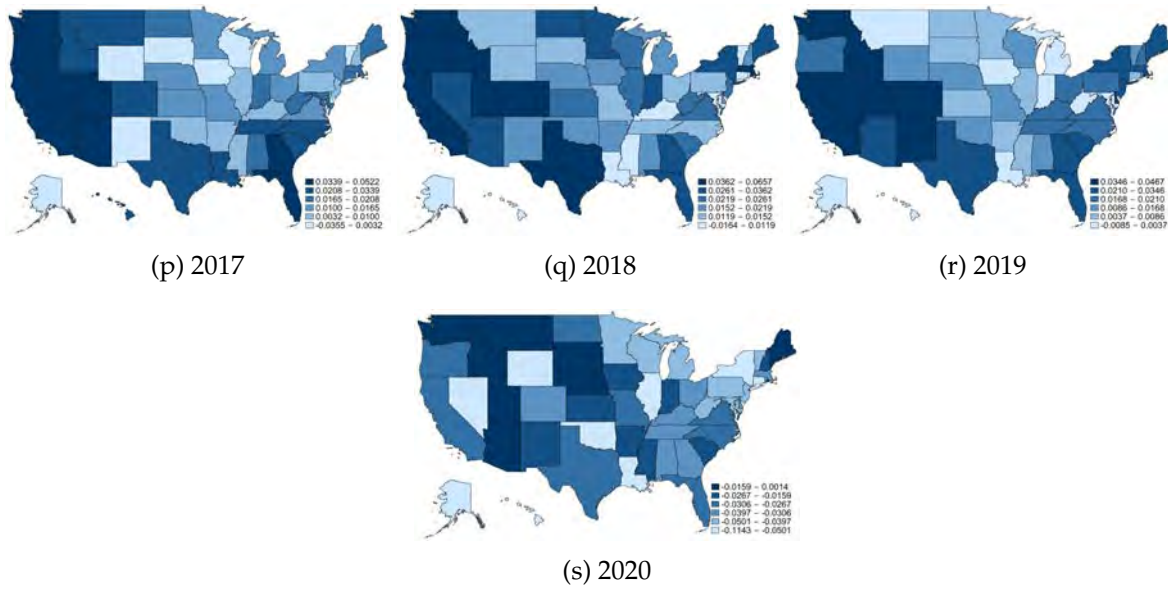 0.0339 – 0.0522
0.0208 – 0.0339
0.0165 – 0.0208
0.0100 – 0.0165
0.0032 – 0.0100
-0.0355 – 0.0032
(p) 2017
0.0362 – 0.0657
0.0261 – 0.0362
0.0219 – 0.0261
0.0152 – 0.0219
0.0119 – 0.0152
-0.0164 – 0.0119
(q) 2018
0.0346 – 0.0467
0.0210 – 0.0346
0.0168 – 0.0210
0.0086 – 0.0168
0.0037 – 0.0086
-0.0085 – 0.0037
(r) 2019
-0.0159 – 0.0014
-0.0267 – -0.0159
-0.0306 – -0.0267
-0.0397 – -0.0306
-0.0501 – -0.0397
-0.1143 – -0.0501
(s) 2020